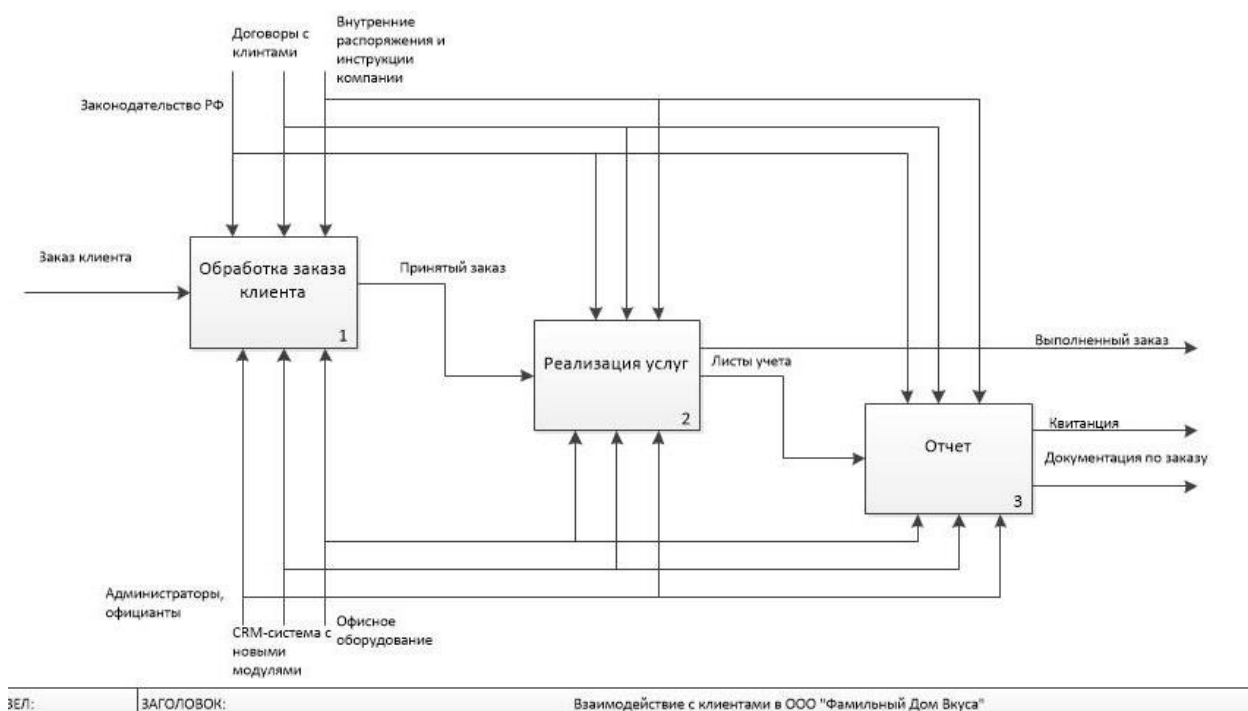 Договоры с
клинтами
Внутренние
распоряжения и
инструкции
компании
Законодательство РФ
Заказ клиента
Обработка заказа
клиента
1
Принятый заказ
Реализация услуг
2
Выполненный заказ
Листы учета
Отчет
3
Квитанция
Документация по заказу
Администраторы,
официанты
CRM-система с
новыми
модулями
Офисное
оборудование
ЗЕЛ:
ЗАГОЛОВОК:
Взаимодействие с клиентами в ООО "Фамильный Дом Вкуса"